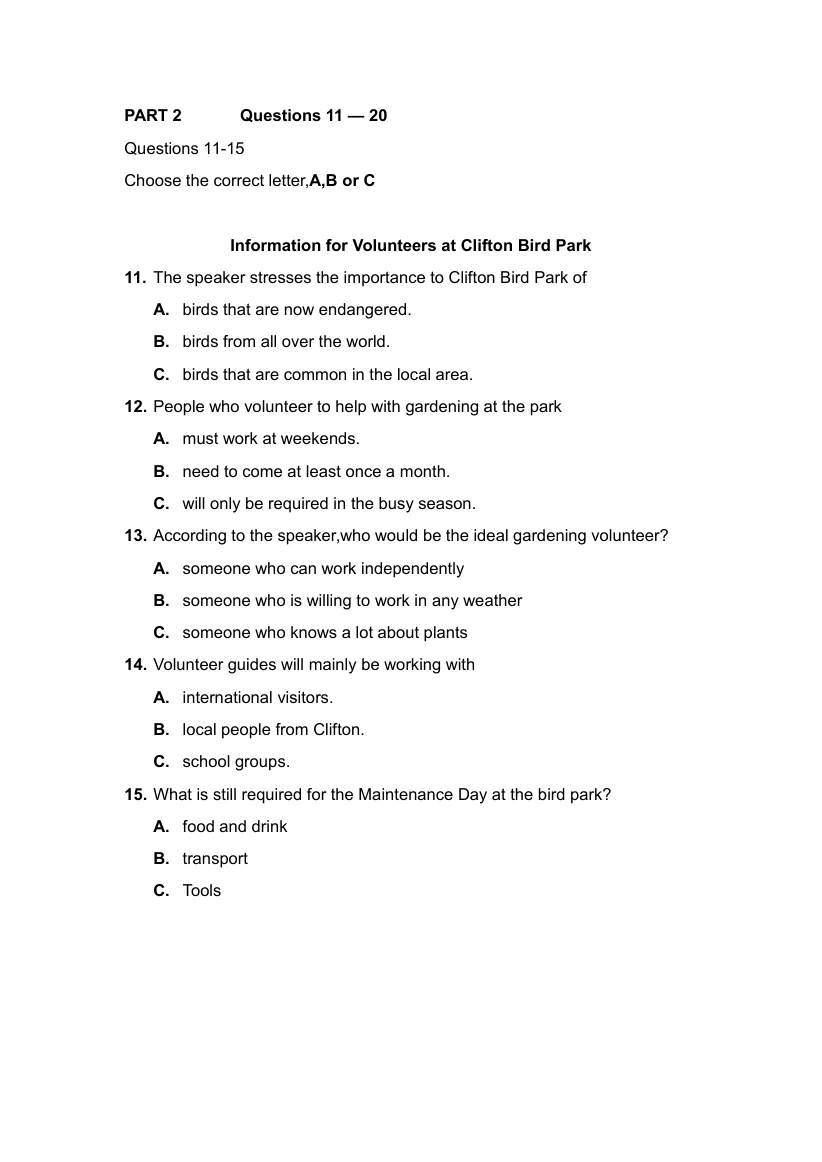 PART 2 Questions 11 — 20
Questions 11-15
Choose the correct letter,A,B or C
Information for Volunteers at Clifton Bird Park
11. The speaker stresses the importance to Clifton Bird Park of
A. birds that are now endangered.
B. birds from all over the world.
C. birds that are common in the local area.
12. People who volunteer to help with gardening at the park
A. must work at weekends.
B. need to come at least once a month.
C. will only be required in the busy season.
13. According to the speaker,who would be the ideal gardening volunteer?
A. someone who can work independently
B. someone who is willing to work in any weather
C. someone who knows a lot about plants
14. Volunteer guides will mainly be working with
A. international visitors.
B. local people from Clifton.
C. school groups.
15. What is still required for the Maintenance Day at the bird park?
A. food and drink
B. transport
C. Tools